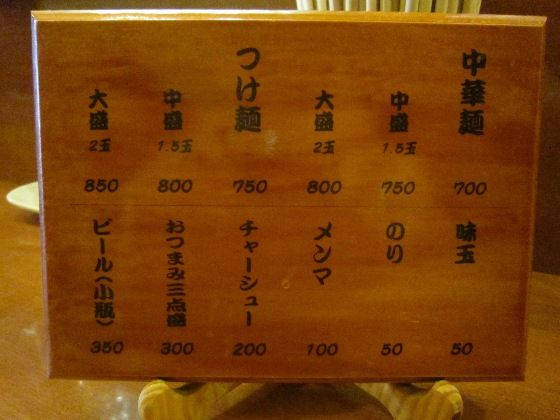 中華麺 700
中盛 1.5玉 750
大盛 2玉 800
つけ麺 750
中盛 1.5玉 800
大盛 2玉 850
味玉 50
のり 50
メンマ 100
チャーシュー 200
おつまみ三点盛 300
ビール(小瓶) 350